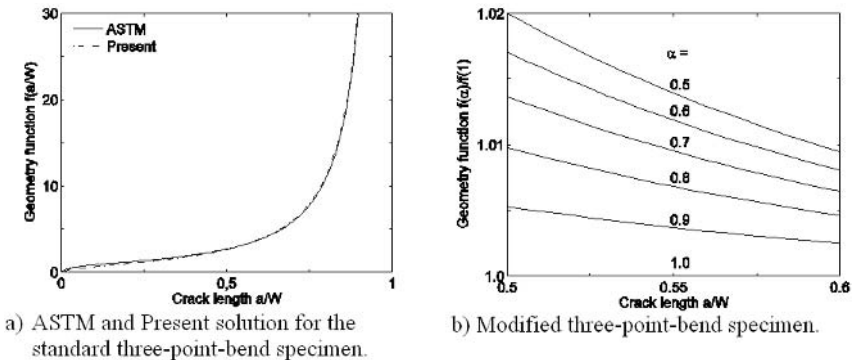 30
20
10
0
0
0,5
1
Geometry function f(a/W)
Crack length a/W
ASTM
Present
a) ASTM and Present solution for the
standard three-point-bend specimen.
1.02
1.01
1.0
0.5
0.55
0.6
Geometry function f(α)/f(1)
Crack length a/W
α =
0.5
0.6
0.7
0.8
0.9
1.0
b) Modified three-point-bend specimen.